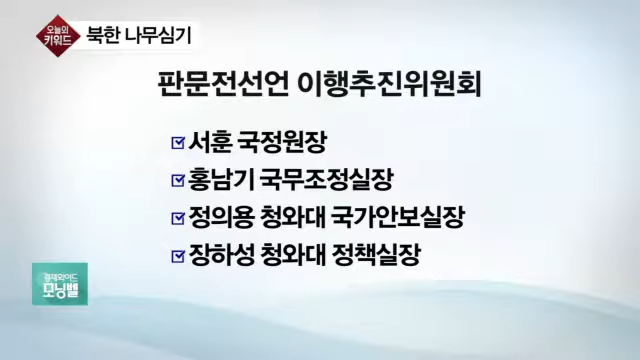 오늘의
키워드
북한 나무심기
판문전선언 이행추진위원회
서훈 국정원장
홍남기 국무조정실장
정의용 청와대 국가안보실장
장하성 청와대 정책실장
경제와이드
모닝벨